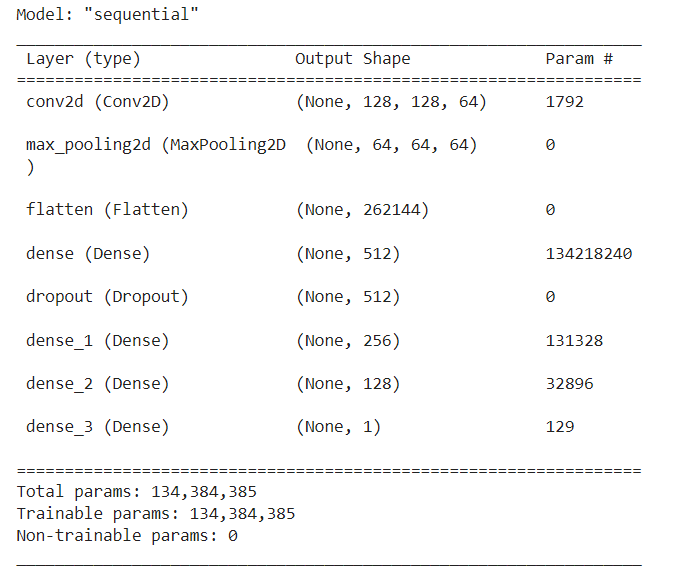 Model: "sequential"
_________________________________________________________________
Layer (type) Output Shape Param #
=================================================================
conv2d (Conv2D) (None, 128, 128, 64) 1792
max_pooling2d (MaxPooling2D (None, 64, 64, 64) 0
)
flatten (Flatten) (None, 262144) 0
dense (Dense) (None, 512) 134218240
dropout (Dropout) (None, 512) 0
dense_1 (Dense) (None, 256) 131328
dense_2 (Dense) (None, 128) 32896
dense_3 (Dense) (None, 1) 129
=================================================================
Total params: 134,384,385
Trainable params: 134,384,385
Non-trainable params: 0
_________________________________________________________________